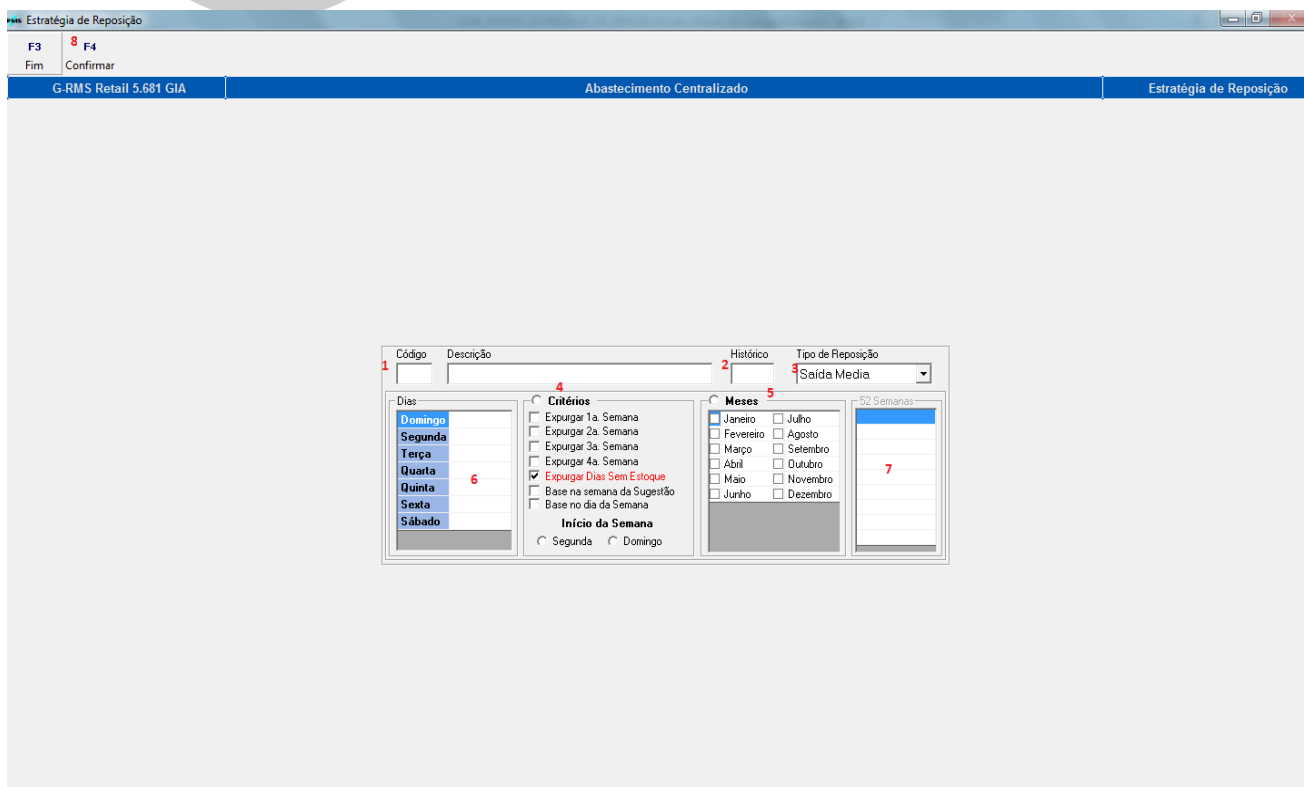 RMS Estratégia de Reposição
F3
8 F4
Fim
Confirmar
G-RMS Retail 5.681 GIA
Abastecimento Centralizado
Estratégia de Reposição
Código
Descrição
Histórico
Tipo de Reposição
1
2
3
Saída Media
4
5
Dias
Domingo
Segunda
Terça
Quarta
Quinta
Sexta
Sábado
6
Critérios
Expurgar 1a. Semana
Expurgar 2a. Semana
Expurgar 3a. Semana
Expurgar 4a. Semana
Expurgar Dias Sem Estoque
Base na semana da Sugestão
Base no dia da Semana
Início da Semana
Segunda
Domingo
Meses
Janeiro
Julho
Fevereiro
Agosto
Março
Setembro
Abril
Outubro
Maio
Novembro
Junho
Dezembro
52 Semanas
7